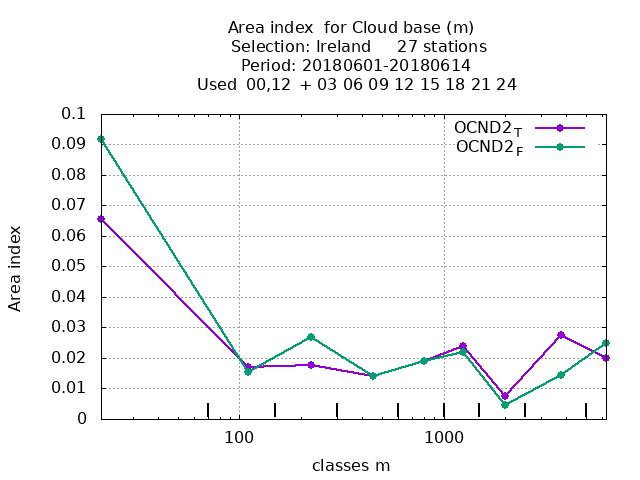 Area index  for Cloud base (m)
Selection: Ireland     27 stations
Period: 20180601-20180614
Used  00,12  + 03 06 09 12 15 18 21 24
OCND2T
OCND2F
0.1
0.09
0.08
0.07
0.06
0.05
0.04
0.03
0.02
0.01
0
Area index
100
1000
classes m